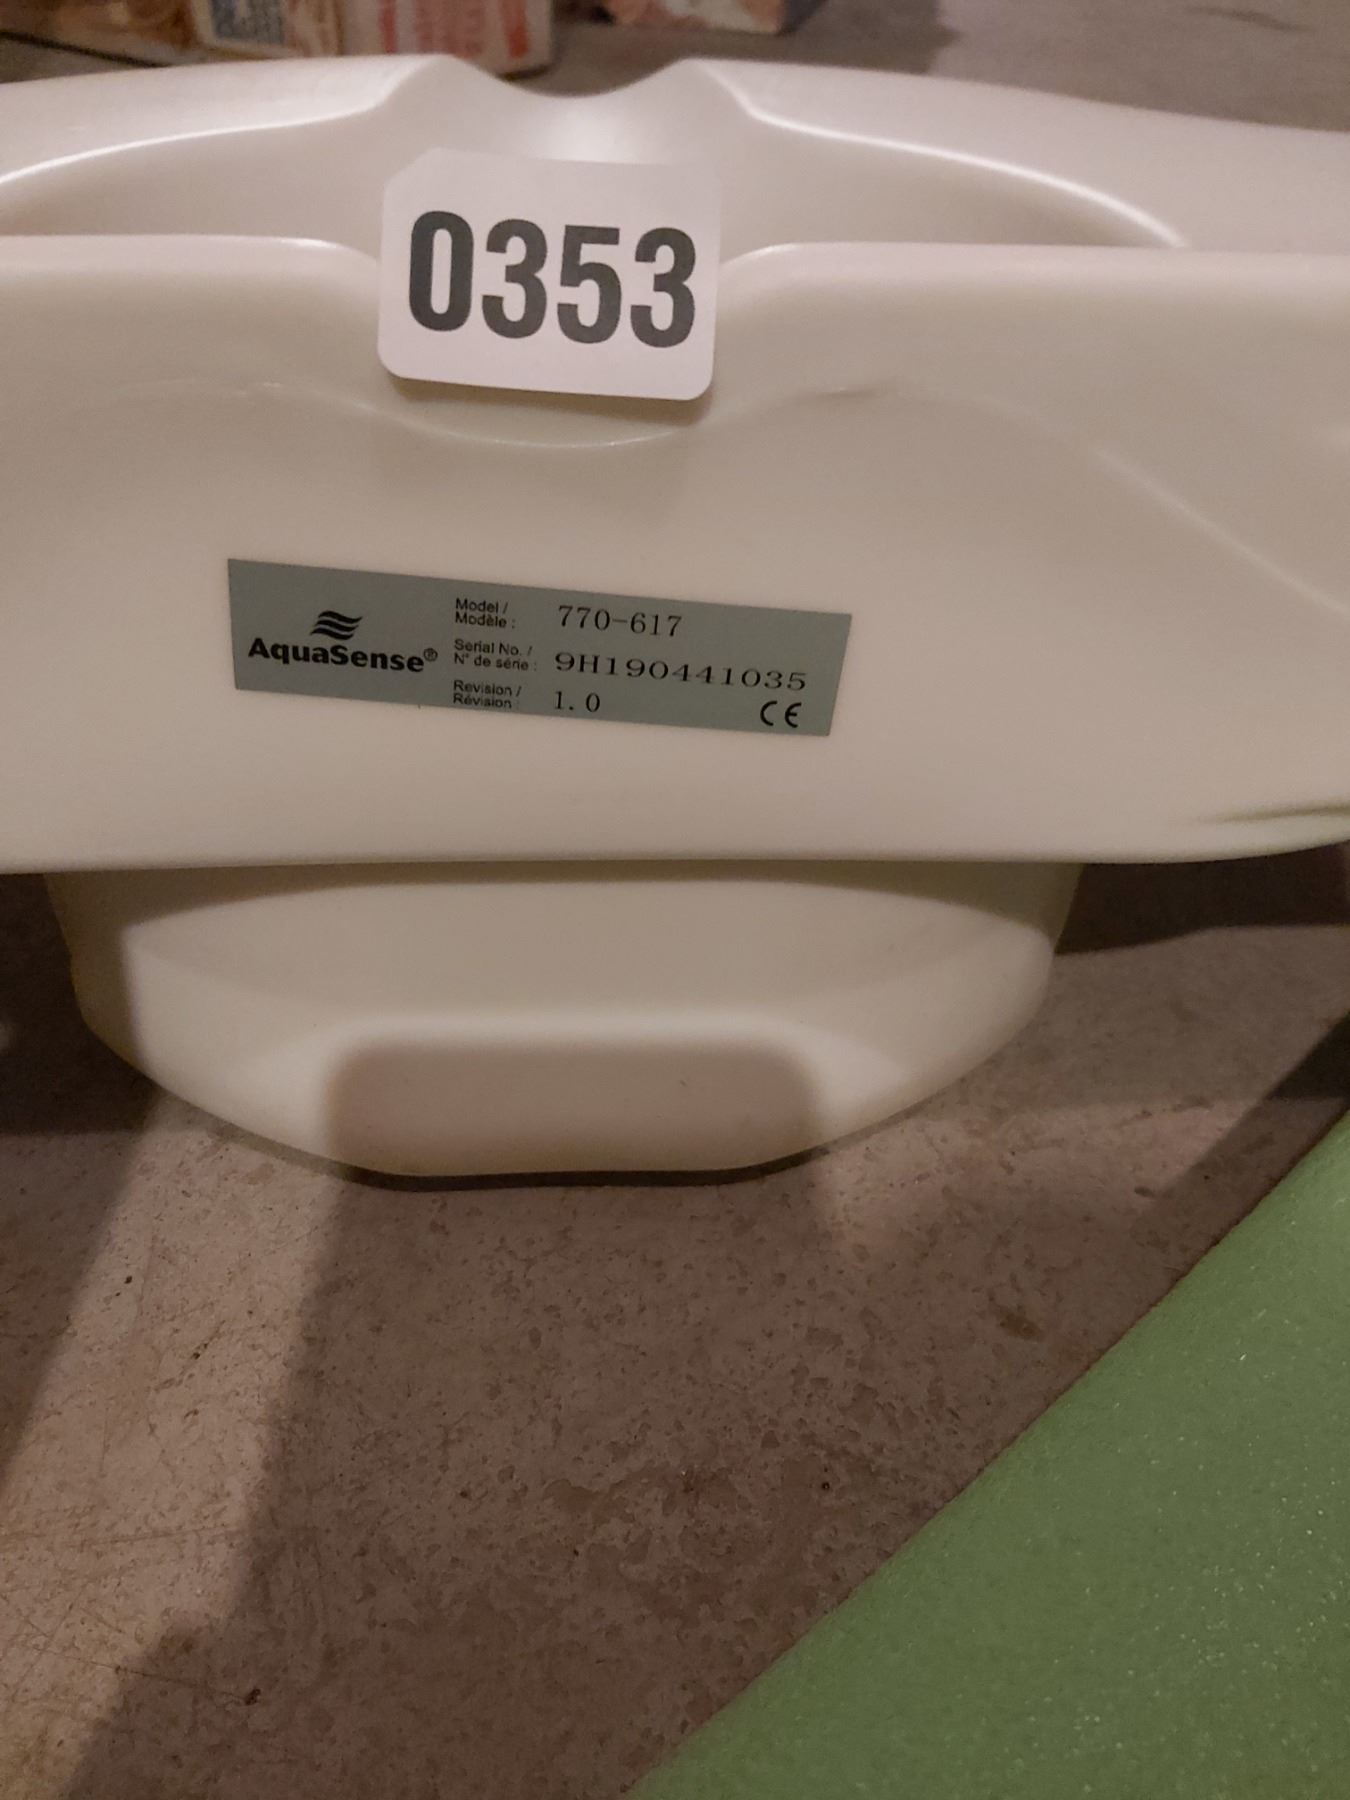 0353
AquaSense®
Model /
Modèle :
770-617
Serial No. /
N° de série :
9H190441035
Revision /
Révision :
1.0
CE